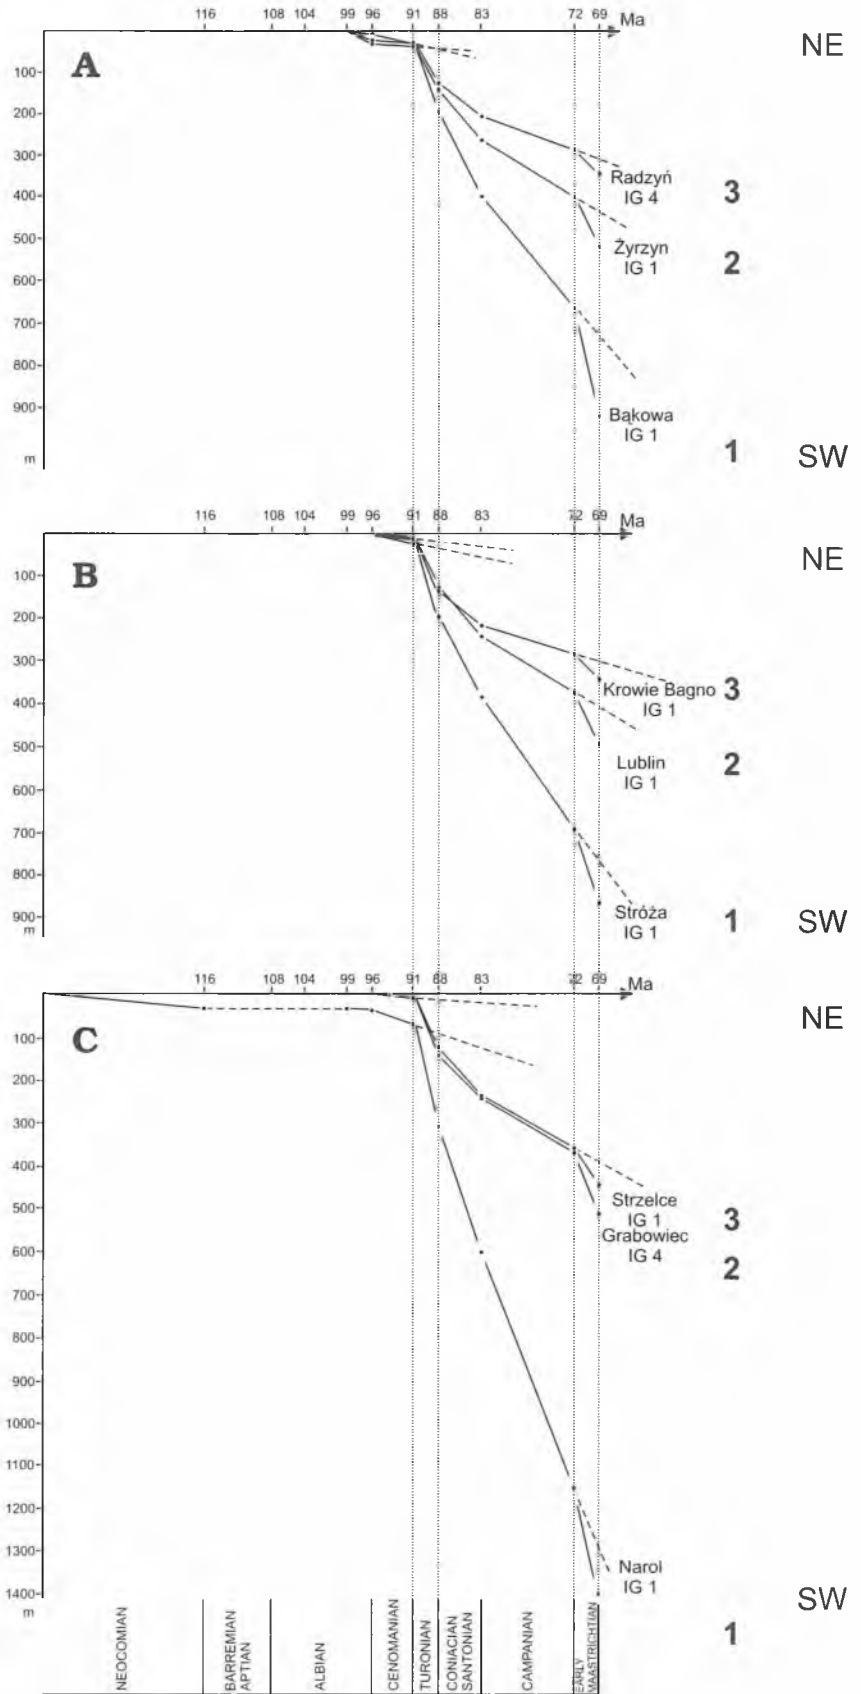 116 108 104 99 96 91 88 83 72 69 Ma
NE
A
100
200
300
400
500
600
700
800
900
m
Radzyń
IG 4
3
Żyrzyn
IG 1
2
Bąkowa
IG 1
1
SW
116 108 104 99 96 91 88 83 72 69 Ma
NE
B
100
200
300
400
500
600
700
800
900
m
Krowie Bagno
IG 1
3
Lublin
IG 1
2
Stróża
IG 1
1
SW
116 108 104 99 96 91 88 83 72 69 Ma
NE
C
100
200
300
400
500
600
700
800
900
1000
1100
1200
1300
1400
m
Strzelce
IG 1
3
Grabowiec
IG 4
2
Narol
IG 1
1
SW
NEOCOMIAN
BARREMIAN
APTIAN
ALBIAN
CENOMANIAN
TURONIAN
CONIACIAN
SANTONIAN
CAMPANIAN
EARLY
MAASTRICHTIAN